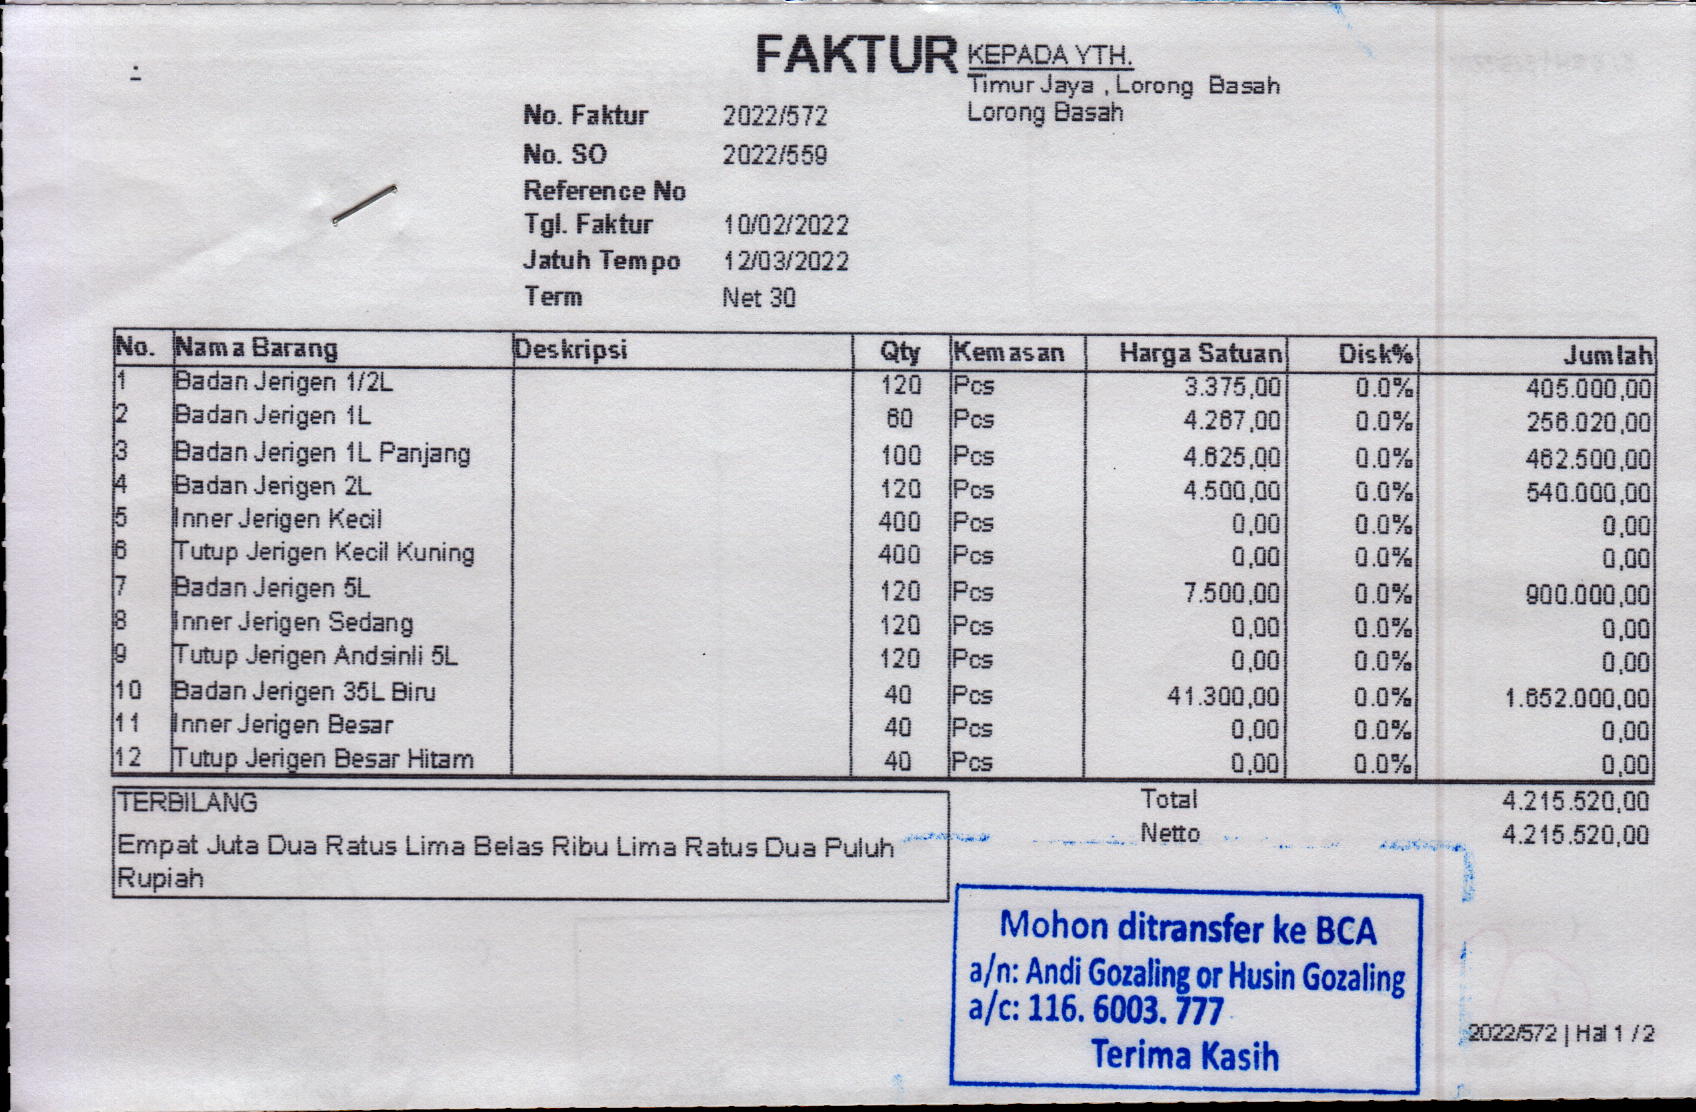 FAKTUR
KEPADA YTH.
Timur Jaya , Lorong Basah
Lorong Basah
No. Faktur 2022/572
No. SO 2022/559
Reference No
Tgl. Faktur 10/02/2022
Jatuh Tempo 12/03/2022
Term Net 30
No. Nama Barang Deskripsi Qty Kemasan Harga Satuan Disk% Jumlah
1 Badan Jerigen 1/2L 120 Pcs 3.375,00 0.0% 405.000,00
2 Badan Jerigen 1L 60 Pcs 4.267,00 0.0% 256.020,00
3 Badan Jerigen 1L Panjang 100 Pcs 4.625,00 0.0% 462.500,00
4 Badan Jerigen 2L 120 Pcs 4.500,00 0.0% 540.000,00
5 Inner Jerigen Kecil 400 Pcs 0,00 0.0% 0,00
6 Tutup Jerigen Kecil Kuning 400 Pcs 0,00 0.0% 0,00
7 Badan Jerigen 5L 120 Pcs 7.500,00 0.0% 900.000,00
8 Inner Jerigen Sedang 120 Pcs 0,00 0.0% 0,00
9 Tutup Jerigen Andsinli 5L 120 Pcs 0,00 0.0% 0,00
10 Badan Jerigen 35L Biru 40 Pcs 41.300,00 0.0% 1.652.000,00
11 Inner Jerigen Besar 40 Pcs 0,00 0.0% 0,00
12 Tutup Jerigen Besar Hitam 40 Pcs 0,00 0.0% 0,00
TERBILANG
Empat Juta Dua Ratus Lima Belas Ribu Lima Ratus Dua Puluh
Rupiah
Total 4.215.520,00
Netto 4.215.520,00
Mohon ditransfer ke BCA
a/n: Andi Gozaling or Husin Gozaling
a/c: 116. 6003. 777
Terima Kasih
2022/572 | Hal 1 / 2